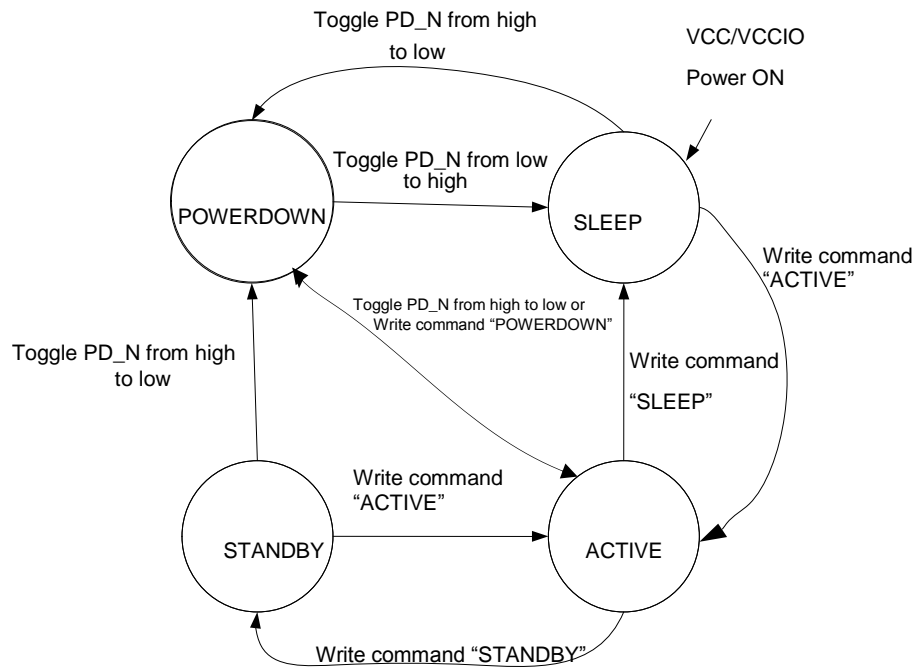 Toggle PD_N from high
to low
VCC/VCCIO
Power ON
Toggle PD_N from low
to high
POWERDOWN
SLEEP
Write command
“ACTIVE”
Toggle PD_N from high to low or
Write command “POWERDOWN”
Toggle PD_N from high
to low
Write command
“SLEEP”
Write command
“ACTIVE”
STANDBY
ACTIVE
Write command “STANDBY”